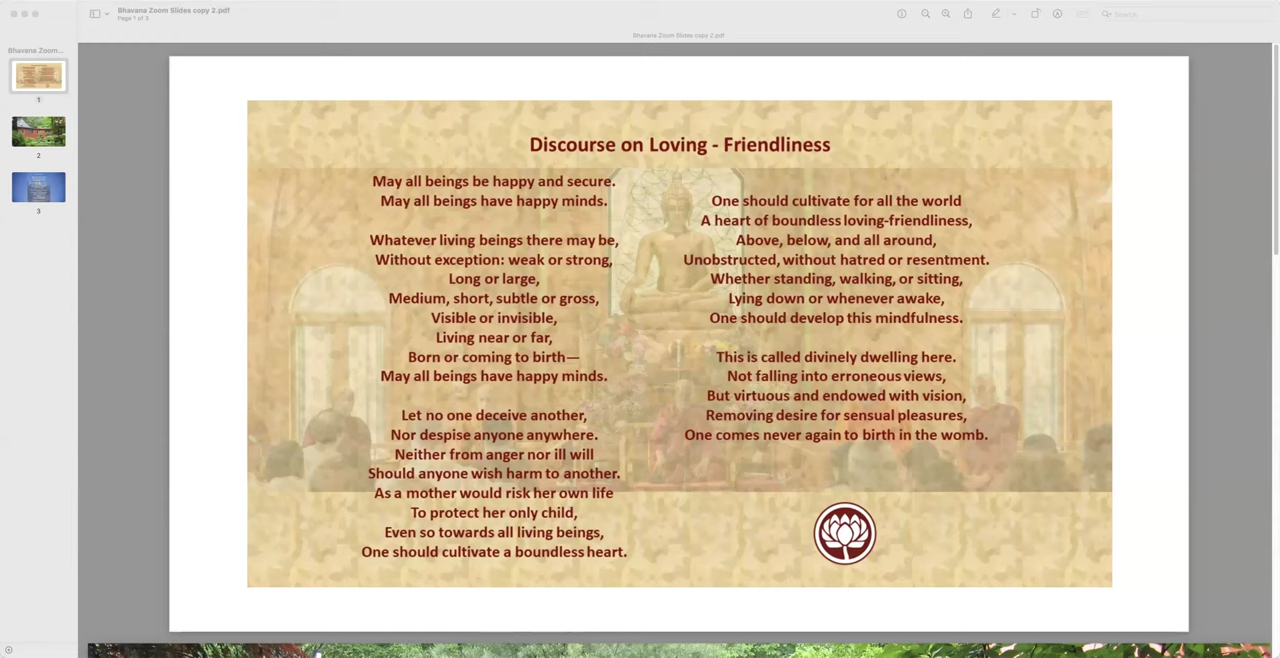 Bhavana Zoom Slides copy 2.pdf
Page 1 of 3
Search
Bhavana Zoom Slides copy 2.pdf
Bhavana Zoom...
1
2
3
Discourse on Loving - Friendliness
May all beings be happy and secure.
May all beings have happy minds.
Whatever living beings there may be,
Without exception: weak or strong,
Long or large,
Medium, short, subtle or gross,
Visible or invisible,
Living near or far,
Born or coming to birth—
May all beings have happy minds.
Let no one deceive another,
Nor despise anyone anywhere.
Neither from anger nor ill will
Should anyone wish harm to another.
As a mother would risk her own life
To protect her only child,
Even so towards all living beings,
One should cultivate a boundless heart.
One should cultivate for all the world
A heart of boundless loving-friendliness,
Above, below, and all around,
Unobstructed, without hatred or resentment.
Whether standing, walking, or sitting,
Lying down or whenever awake,
One should develop this mindfulness.
This is called divinely dwelling here.
Not falling into erroneous views,
But virtuous and endowed with vision,
Removing desire for sensual pleasures,
One comes never again to birth in the womb.